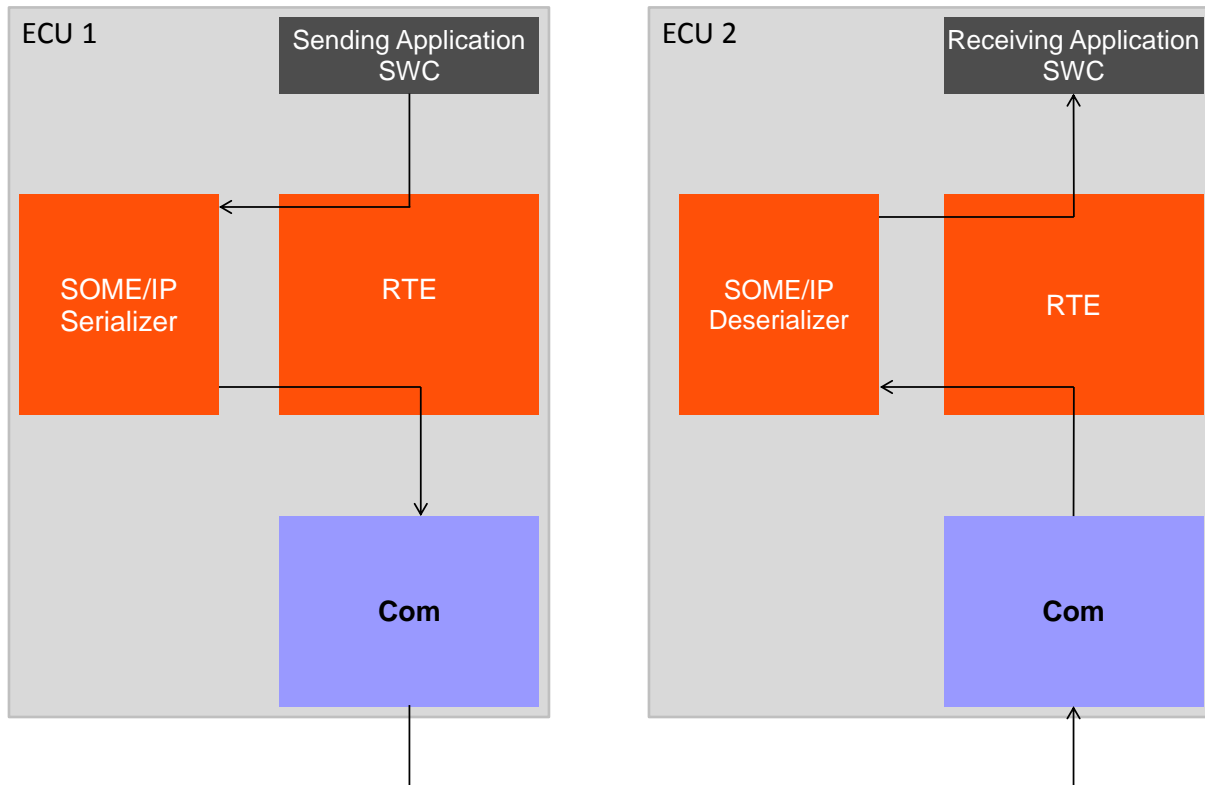 ECU 1
Sending Application
SWC
SOME/IP
Serializer
RTE
Com
ECU 2
Receiving Application
SWC
SOME/IP
Deserializer
RTE
Com